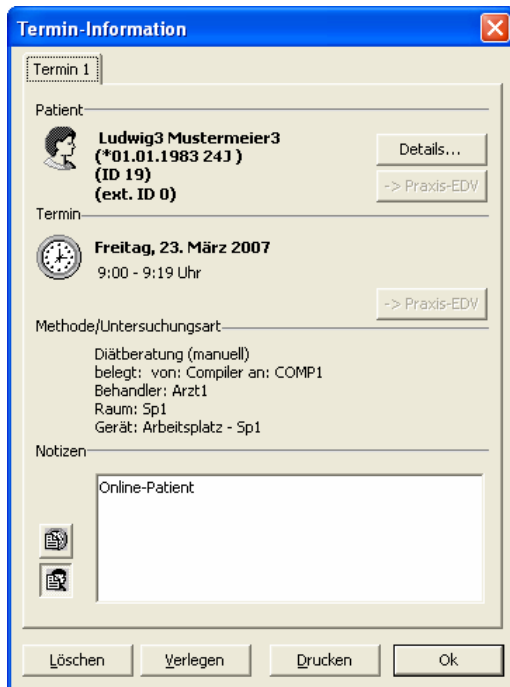 Termin-Information
Termin 1
Patient
Ludwig3 Mustermeier3
(*01.01.1983 24J )
(ID 19)
(ext. ID 0)
Details...
-> Praxis-EDV
Termin
Freitag, 23. März 2007
9:00 - 9:19 Uhr
-> Praxis-EDV
Methode/Untersuchungsart
Diätberatung (manuell)
belegt:  von: Compiler an: COMP1
Behandler: Arzt1
Raum: Sp1
Gerät: Arbeitsplatz - Sp1
Notizen
Online-Patient
Löschen
Verlegen
Drucken
Ok